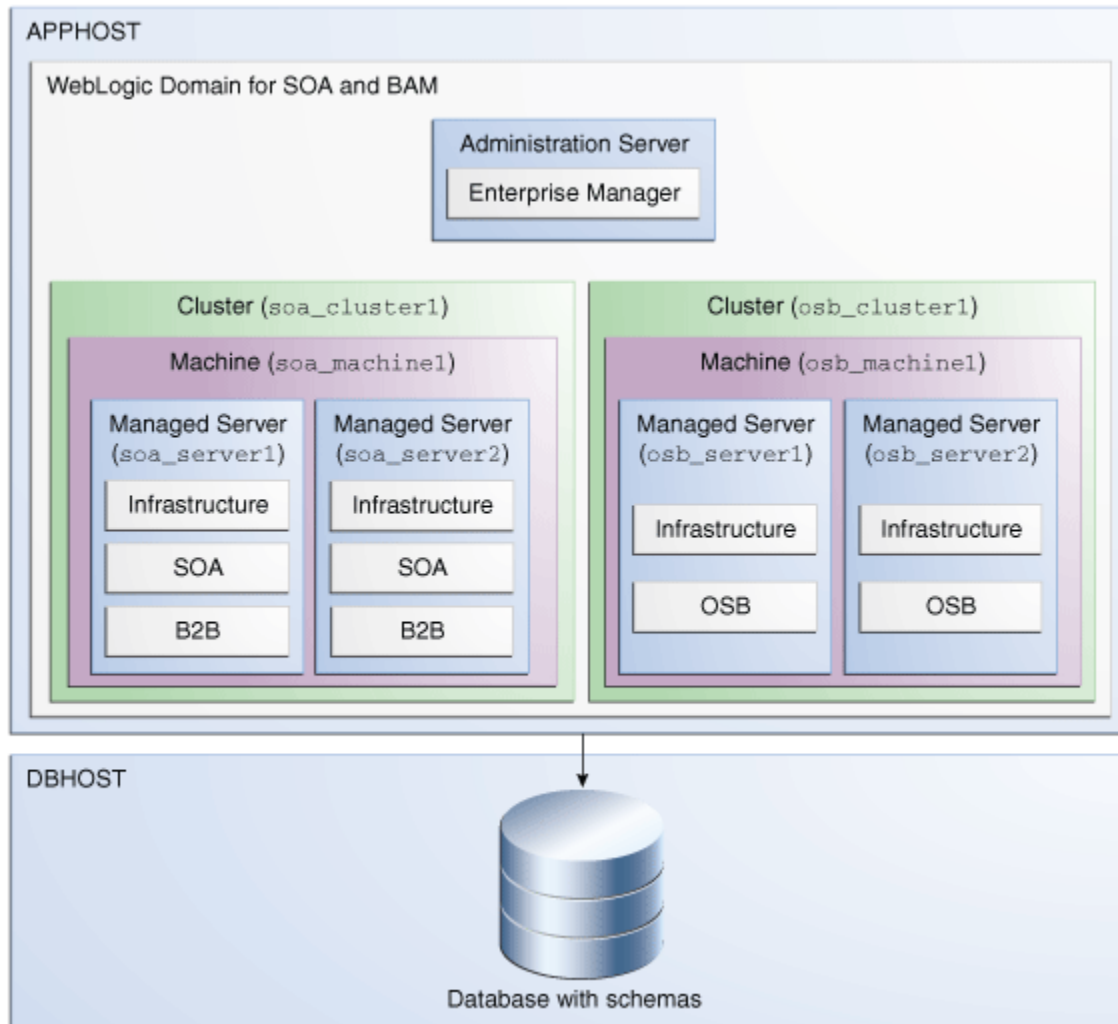 APPHOST
WebLogic Domain for SOA and BAM
Administration Server
Enterprise Manager
Cluster (soa_cluster1)
Machine (soa_machine1)
Managed Server
(soa_server1)
Infrastructure
SOA
B2B
Managed Server
(soa_server2)
Infrastructure
SOA
B2B
Cluster (osb_cluster1)
Machine (osb_machine1)
Managed Server
(osb_server1)
Infrastructure
OSB
Managed Server
(osb_server2)
Infrastructure
OSB
DBHOST
Database with schemas